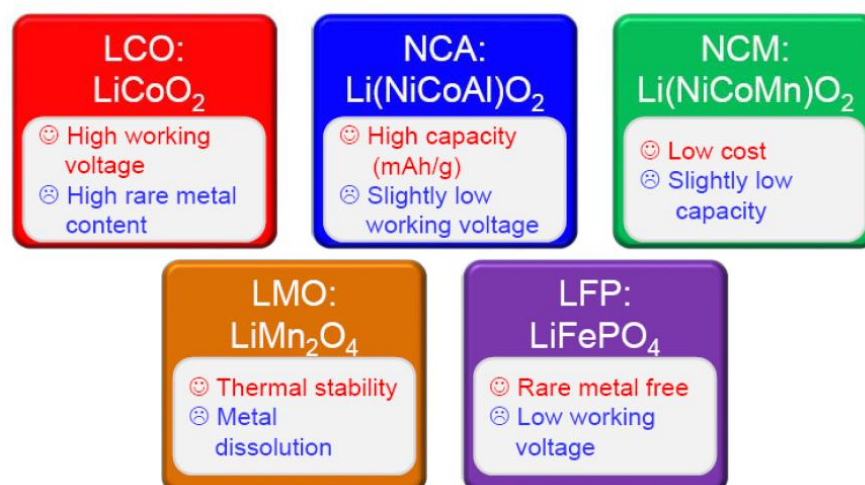 LCO:
LiCoO₂
☺ High working
voltage
☹ High rare metal
content
NCA:
Li(NiCoAl)O₂
☺ High capacity
(mAh/g)
☹ Slightly low
working voltage
NCM:
Li(NiCoMn)O₂
☺ Low cost
☹ Slightly low
capacity
LMO:
LiMn₂O₄
☺ Thermal stability
☹ Metal
dissolution
LFP:
LiFePO₄
☺ Rare metal free
☹ Low working
voltage